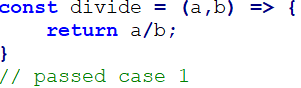 const divide = (a,b) => {
    return a/b;
}
// passed case 1